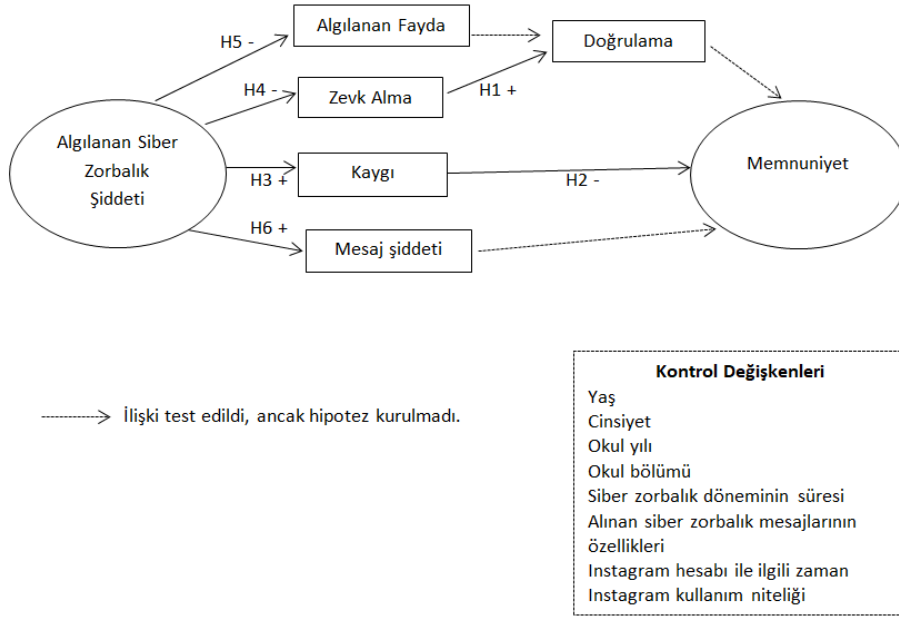 Algılanan Fayda
Doğrulama
H5 -
H4 -
Zevk Alma
H1 +
Algılanan Siber
Zorbalık
Şiddeti
H3 +
Kaygı
H2 -
Memnuniyet
H6 +
Mesaj şiddeti
İlişki test edildi, ancak hipotez kurulmadı.
Kontrol Değişkenleri
Yaş
Cinsiyet
Okul yılı
Okul bölümü
Siber zorbalık döneminin süresi
Alınan siber zorbalık mesajlarının
özellikleri
Instagram hesabı ile ilgili zaman
Instagram kullanım niteliği